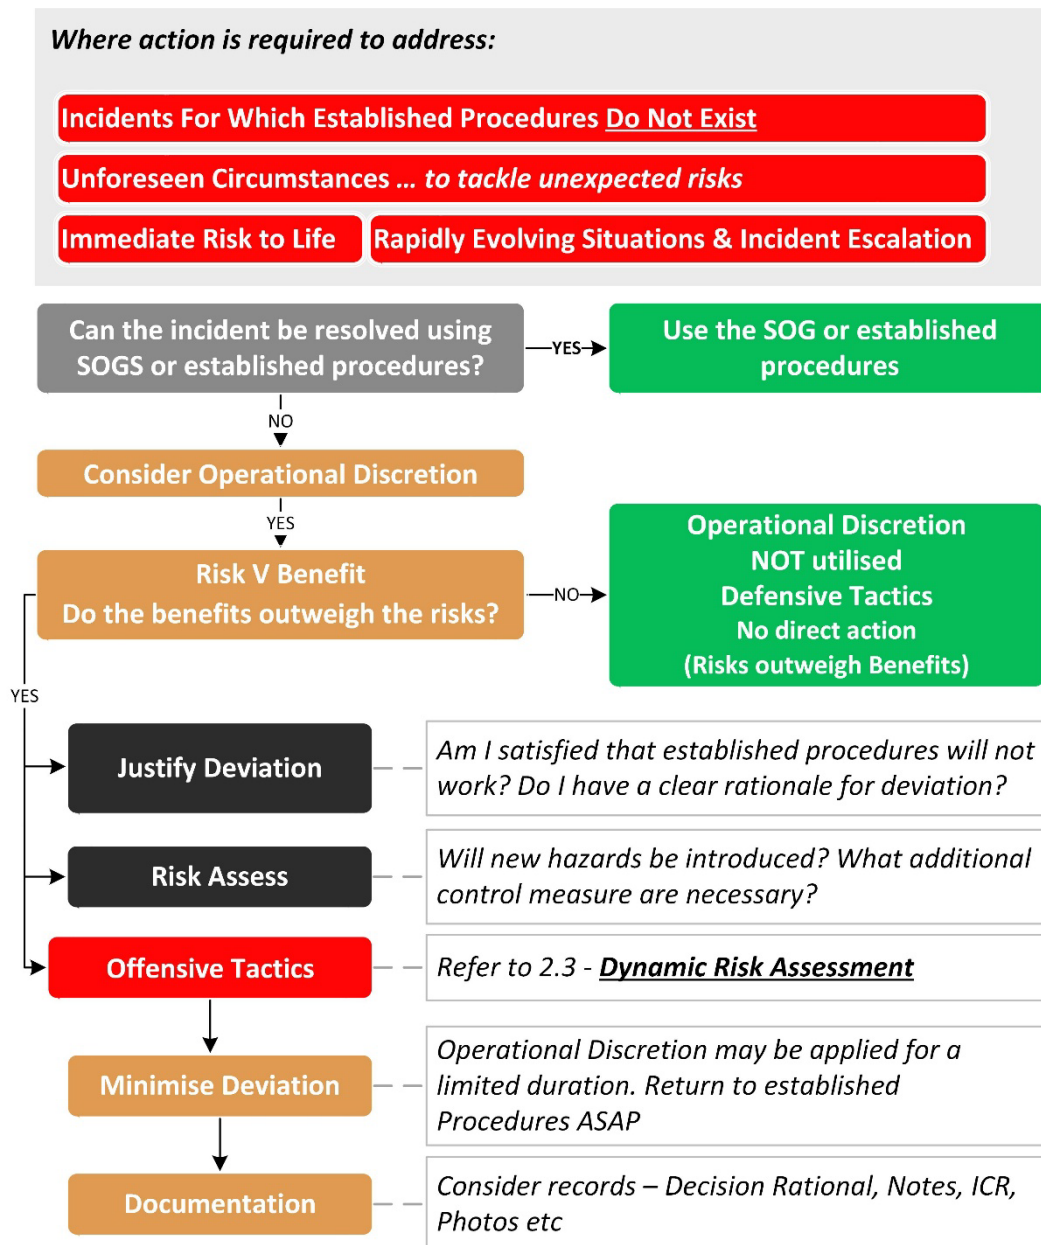 Where action is required to address:
Incidents For Which Established Procedures Do Not Exist
Unforeseen Circumstances ... to tackle unexpected risks
Immediate Risk to Life
Rapidly Evolving Situations & Incident Escalation
Can the incident be resolved using
SOGS or established procedures?
YES
Use the SOG or established
procedures
NO
Consider Operational Discretion
YES
Risk V Benefit
Do the benefits outweigh the risks?
NO
Operational Discretion
NOT utilised
Defensive Tactics
No direct action
(Risks outweigh Benefits)
YES
Justify Deviation
Am I satisfied that established procedures will not
work? Do I have a clear rationale for deviation?
Risk Assess
Will new hazards be introduced? What additional
control measure are necessary?
Offensive Tactics
Refer to 2.3 - Dynamic Risk Assessment
Minimise Deviation
Operational Discretion may be applied for a
limited duration. Return to established
Procedures ASAP
Documentation
Consider records – Decision Rational, Notes, ICR,
Photos etc